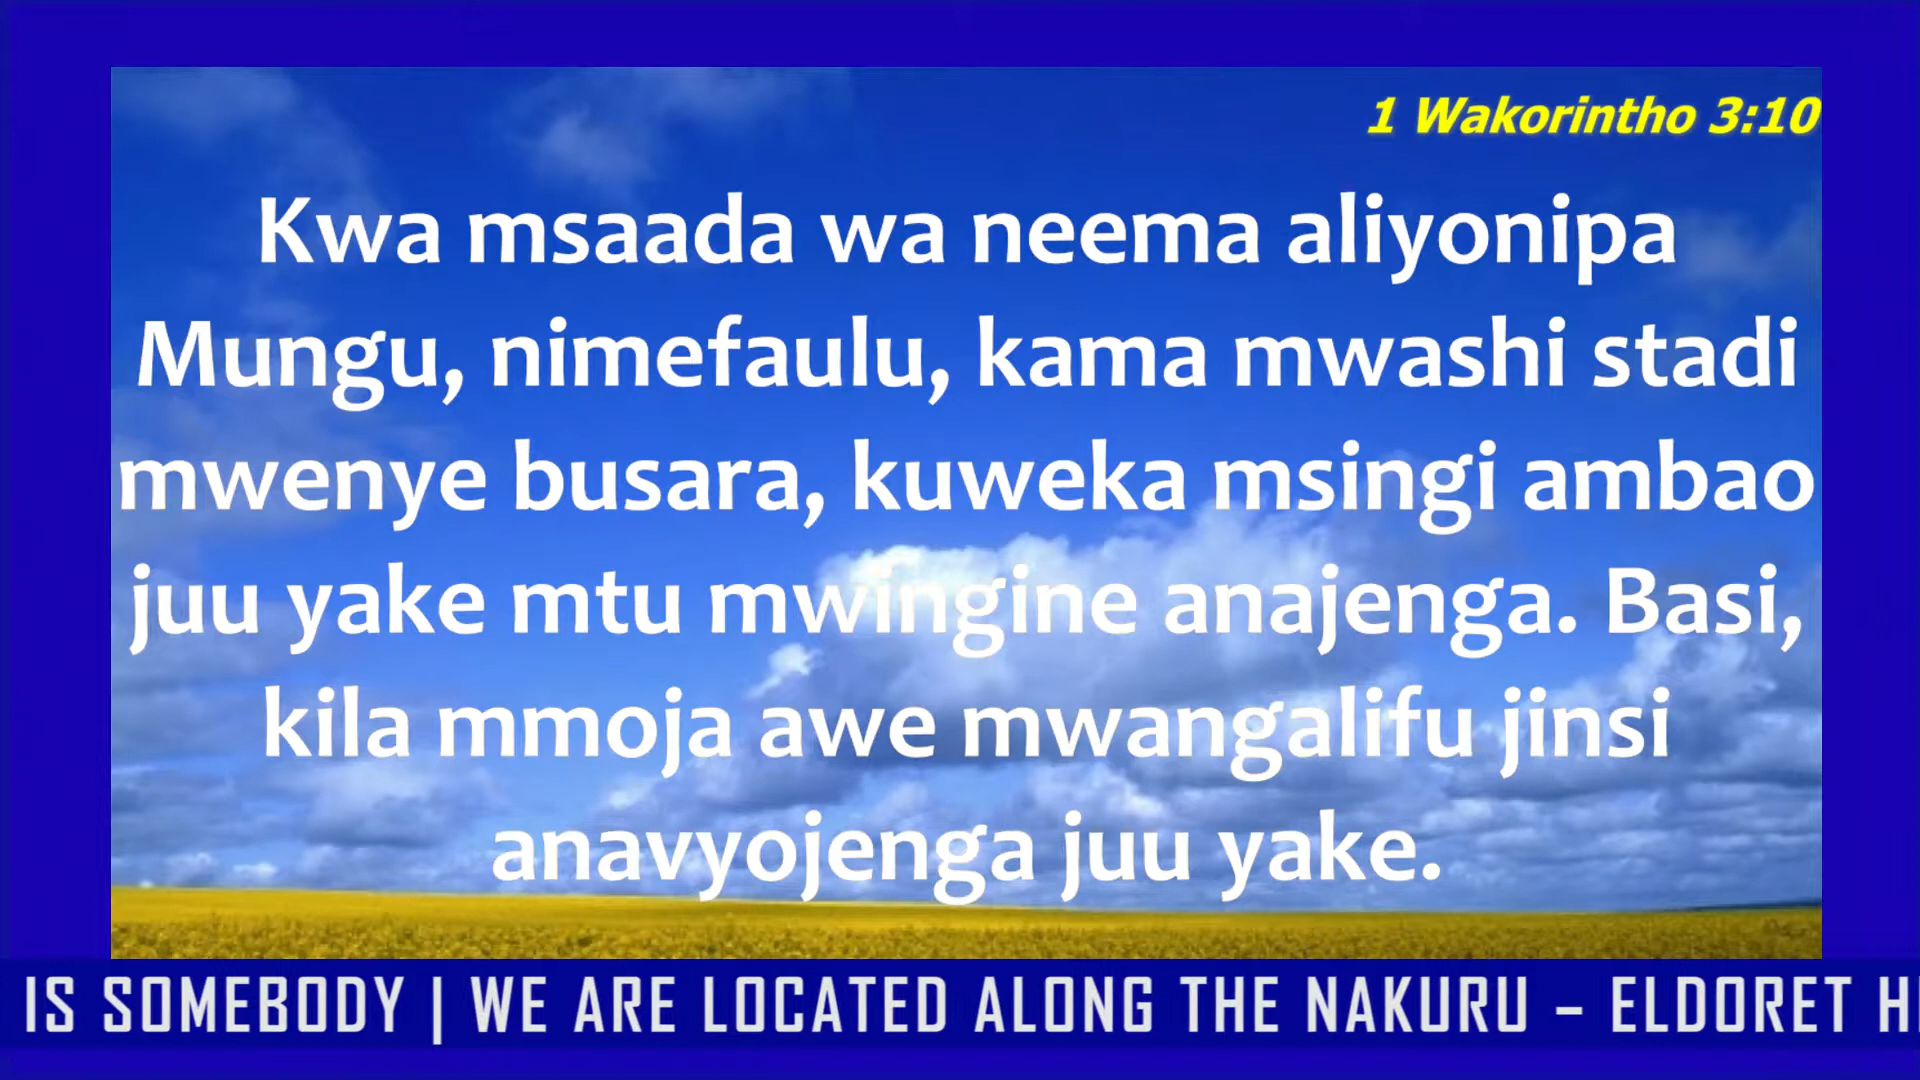 1 Wakorintho 3:10
Kwa msaada wa neema aliyonipa
Mungu, nimefaulu, kama mwashi stadi
mwenye busara, kuweka msingi ambao
juu yake mtu mwingine anajenga. Basi,
kila mmoja awe mwangalifu jinsi
anavyojenga juu yake.
IS SOMEBODY | WE ARE LOCATED ALONG THE NAKURU – ELDORET H